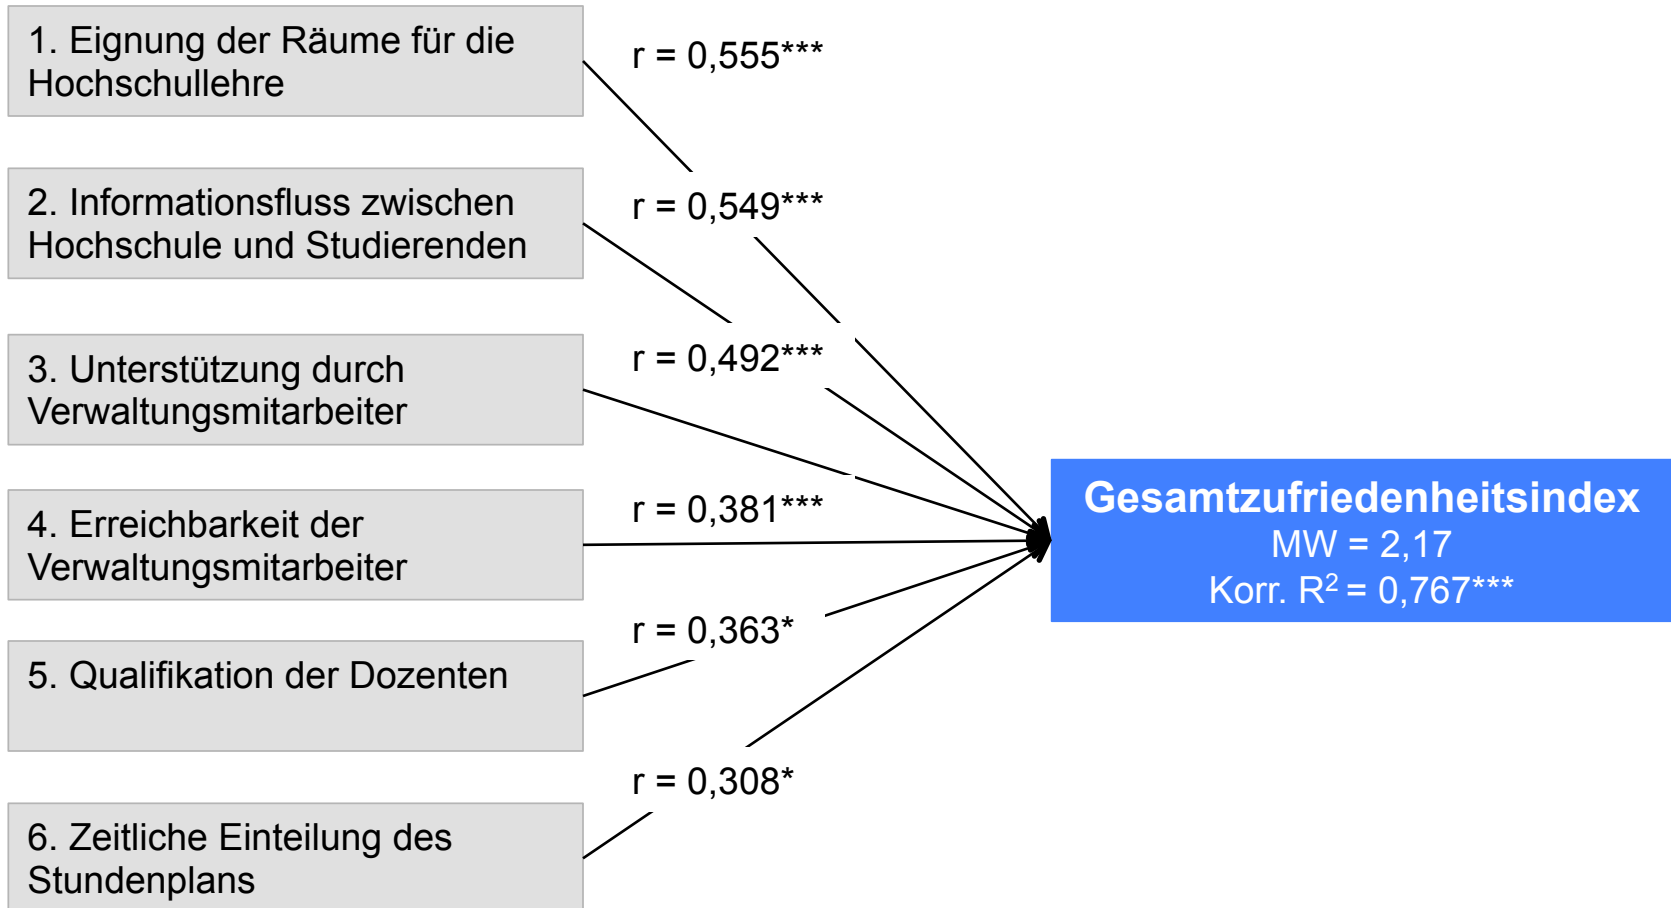 1. Eignung der Räume für die
Hochschullehre
r = 0,555***
2. Informationsfluss zwischen
Hochschule und Studierenden
r = 0,549***
3. Unterstützung durch
Verwaltungsmitarbeiter
r = 0,492***
4. Erreichbarkeit der
Verwaltungsmitarbeiter
r = 0,381***
5. Qualifikation der Dozenten
r = 0,363*
6. Zeitliche Einteilung des
Stundenplans
r = 0,308*
Gesamtzufriedenheitsindex
MW = 2,17
Korr. R² = 0,767***